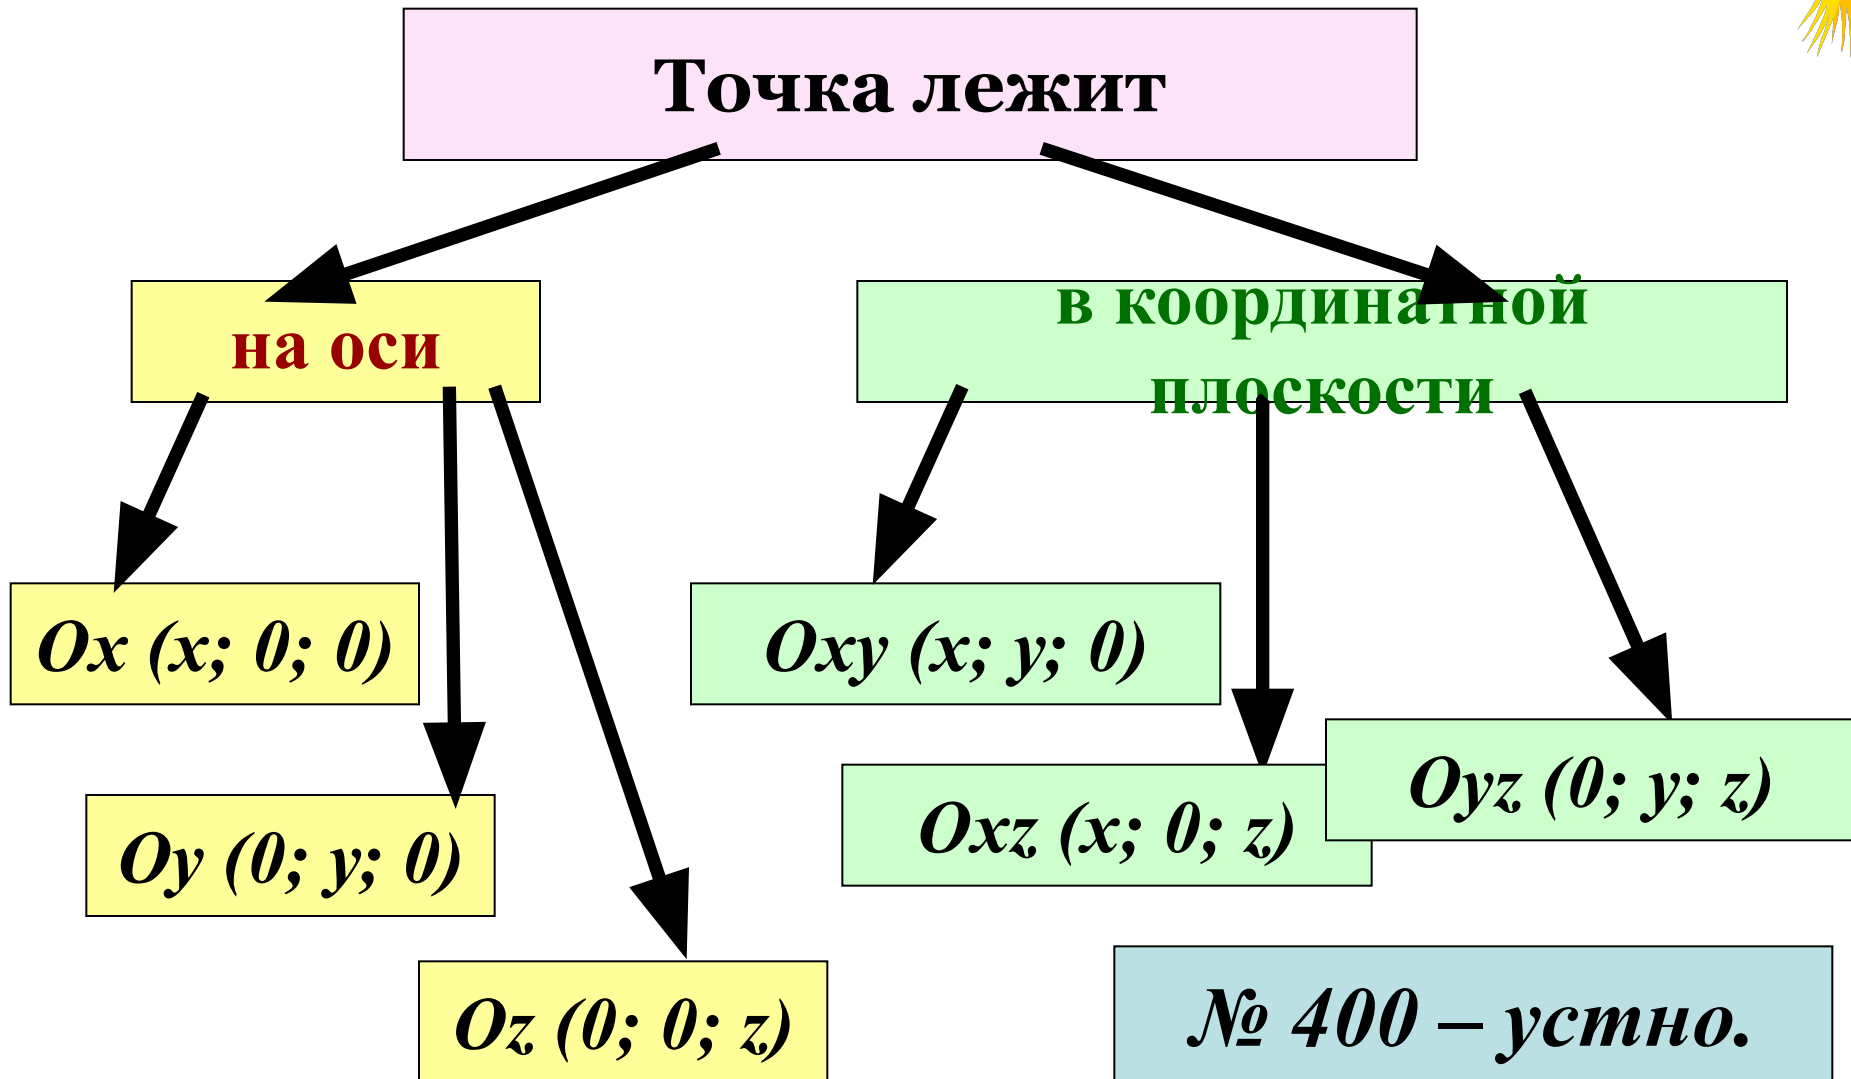 Точка лежит
на оси
в координатной
плоскости
Ox (x; 0; 0)
Oy (0; y; 0)
Oz (0; 0; z)
Oxy (x; y; 0)
Oxz (x; 0; z)
Oyz (0; y; z)
№ 400 – устно.